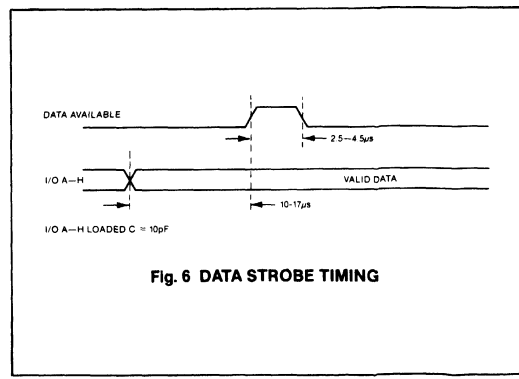 DATA AVAILABLE
2.5–4.5µs
I/O A–H
VALID DATA
10-17µs
I/O A–H LOADED C ≈ 10pF
Fig. 6 DATA STROBE TIMING